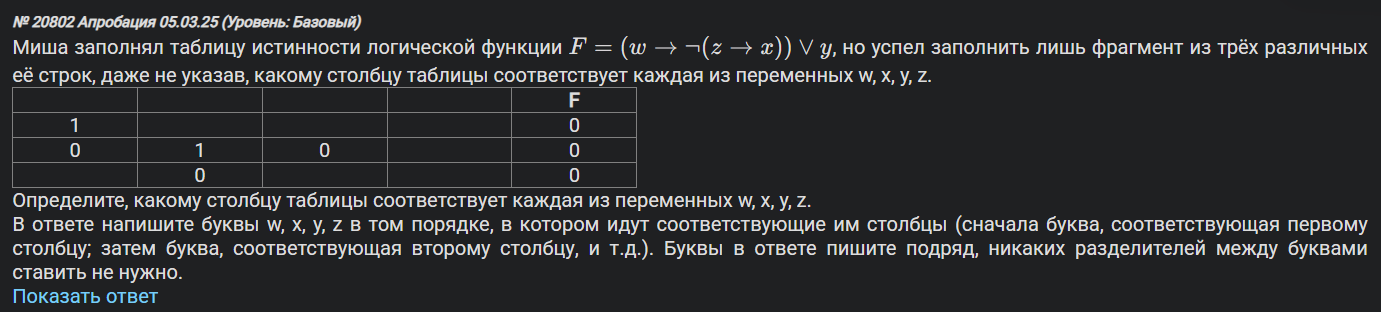 № 20802 Апробация 05.03.25 (Уровень: Базовый)
Миша заполнял таблицу истинности логической функции F = (w → ¬(z → x)) ∨ y, но успел заполнить лишь фрагмент из трёх различных
её строк, даже не указав, какому столбцу таблицы соответствует каждая из переменных w, x, y, z.
F
1 0
0 1 0 0
0 0
Определите, какому столбцу таблицы соответствует каждая из переменных w, x, y, z.
В ответе напишите буквы w, x, y, z в том порядке, в котором идут соответствующие им столбцы (сначала буква, соответствующая первому
столбцу; затем буква, соответствующая второму столбцу, и т.д.). Буквы в ответе пишите подряд, никаких разделителей между буквами
ставить не нужно.
Показать ответ